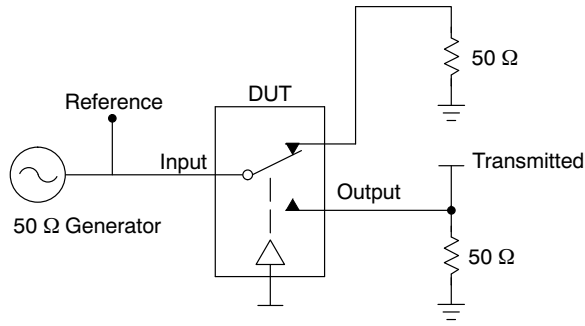 50 Ω
Reference
DUT
Input
Transmitted
Output
50 Ω Generator
50 Ω